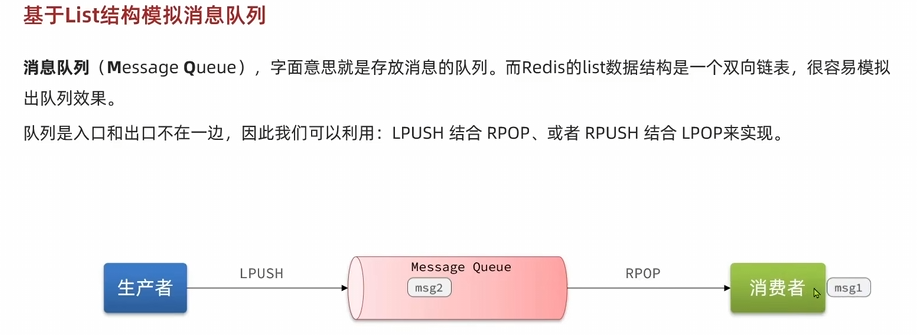 基于List结构模拟消息队列
消息队列（Message Queue），字面意思就是存放消息的队列。而Redis的list数据结构是一个双向链表，很容易模拟
出队列效果。
队列是入口和出口不在一边，因此我们可以利用：LPUSH 结合 RPOP、或者 RPUSH 结合 LPOP来实现。
生产者
LPUSH
Message Queue
msg2
RPOP
消费者
msg1